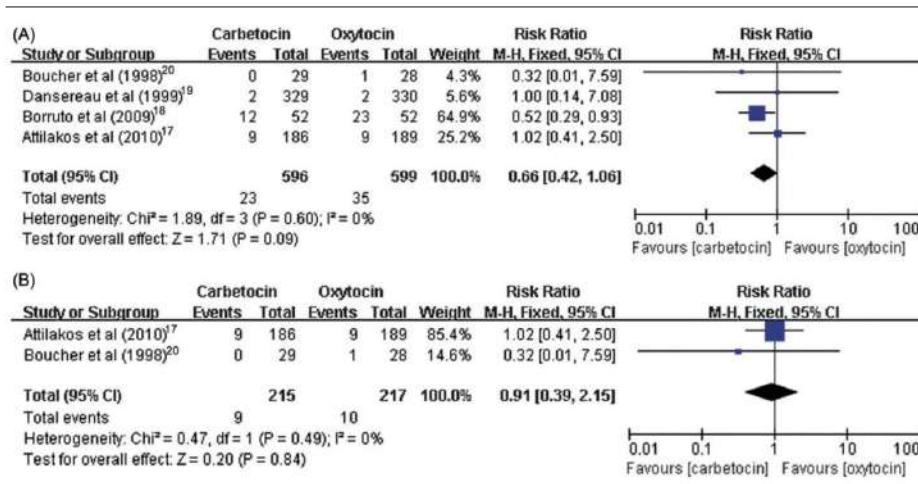 (A)
Carbetocin Oxytocin Risk Ratio Risk Ratio
Study or Subgroup Events Total Events Total Weight M-H, Fixed, 95% CI M-H, Fixed, 95% CI
Boucher et al (1998)20 0 29 1 28 4.3% 0.32 [0.01, 7.59]
Dansereau et al (1999)19 2 329 2 330 5.6% 1.00 [0.14, 7.08]
Borruto et al (2009)18 12 52 23 52 64.9% 0.52 [0.29, 0.93]
Attilakos et al (2010)17 9 186 9 189 25.2% 1.02 [0.41, 2.50]
Total (95% CI) 596 599 100.0% 0.66 [0.42, 1.06]
Total events 23 35
Heterogeneity: Chi² = 1.89, df = 3 (P = 0.60); I² = 0%
Test for overall effect: Z = 1.71 (P = 0.09)
0.01 0.1 1 10 100
Favours [carbetocin] Favours [oxytocin]
(B)
Carbetocin Oxytocin Risk Ratio Risk Ratio
Study or Subgroup Events Total Events Total Weight M-H, Fixed, 95% CI M-H, Fixed, 95% CI
Attilakos et al (2010)17 9 186 9 189 85.4% 1.02 [0.41, 2.50]
Boucher et al (1998)20 0 29 1 28 14.6% 0.32 [0.01, 7.59]
Total (95% CI) 215 217 100.0% 0.91 [0.39, 2.15]
Total events 9 10
Heterogeneity: Chi² = 0.47, df = 1 (P = 0.49); I² = 0%
Test for overall effect: Z = 0.20 (P = 0.84)
0.01 0.1 1 10 100
Favours [carbetocin] Favours [oxytocin]